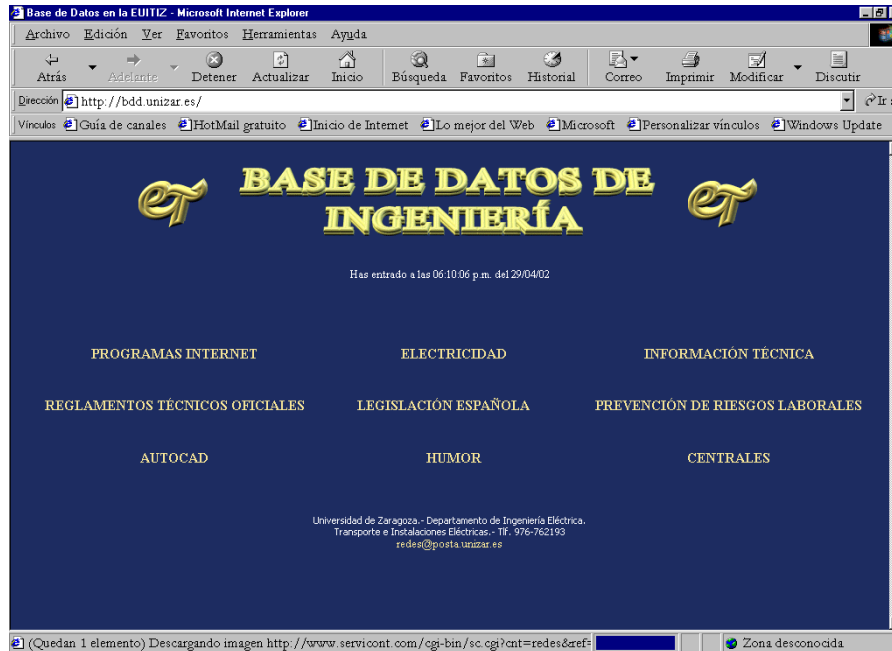 Base de Datos en la EUITIZ - Microsoft Internet Explorer
Archivo Edición Ver Favoritos Herramientas Ayuda
Atrás Adelante Detener Actualizar Inicio Búsqueda Favoritos Historial Correo Imprimir Modificar Discutir
Dirección http://bdd.unizar.es/ Ir
Vínculos Guía de canales HotMail gratuito Inicio de Internet Lo mejor del Web Microsoft Personalizar vínculos Windows Update
eT BASE DE DATOS DE eT
INGENIERÍA
Has entrado a las 06:10:06 p.m. del 29/04/02
PROGRAMAS INTERNET ELECTRICIDAD INFORMACIÓN TÉCNICA
REGLAMENTOS TÉCNICOS OFICIALES LEGISLACIÓN ESPAÑOLA PREVENCIÓN DE RIESGOS LABORALES
AUTOCAD HUMOR CENTRALES
Universidad de Zaragoza.- Departamento de Ingeniería Eléctrica.
Transporte e Instalaciones Eléctricas.- Tlf. 976-762193
redes@posta.unizar.es
(Quedan 1 elemento) Descargando imagen http://www.servicont.com/cgi-bin/sc.cgi?cnt=redes&ref= Zona desconocida